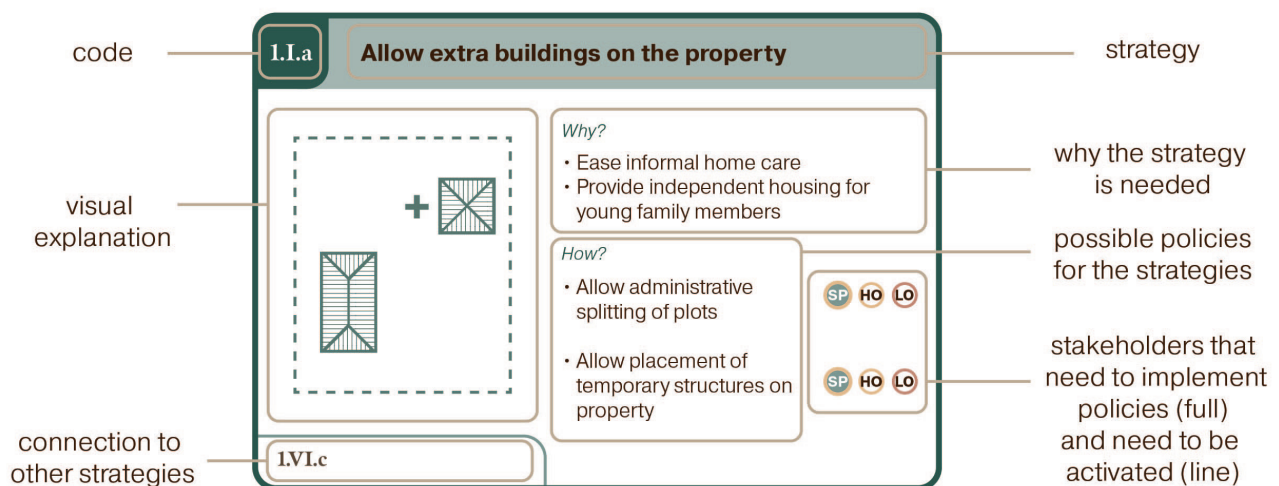 code
1.I.a
Allow extra buildings on the property
strategy
visual
explanation
Why?
• Ease informal home care
• Provide independent housing for
young family members
why the strategy
is needed
How?
• Allow administrative
splitting of plots
• Allow placement of
temporary structures on
property
possible policies
for the strategies
SP HO LO
SP HO LO
stakeholders that
need to implement
policies (full)
and need to be
activated (line)
connection to
other strategies
1.VI.c